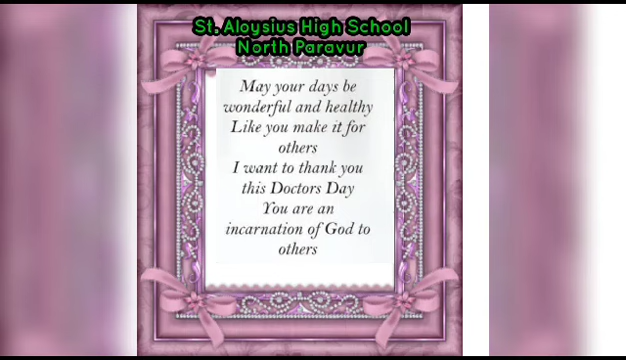 St. Aloysius High School
North Paravur
May your days be
wonderful and healthy
Like you make it for
others
I want to thank you
this Doctors Day
You are an
incarnation of God to
others